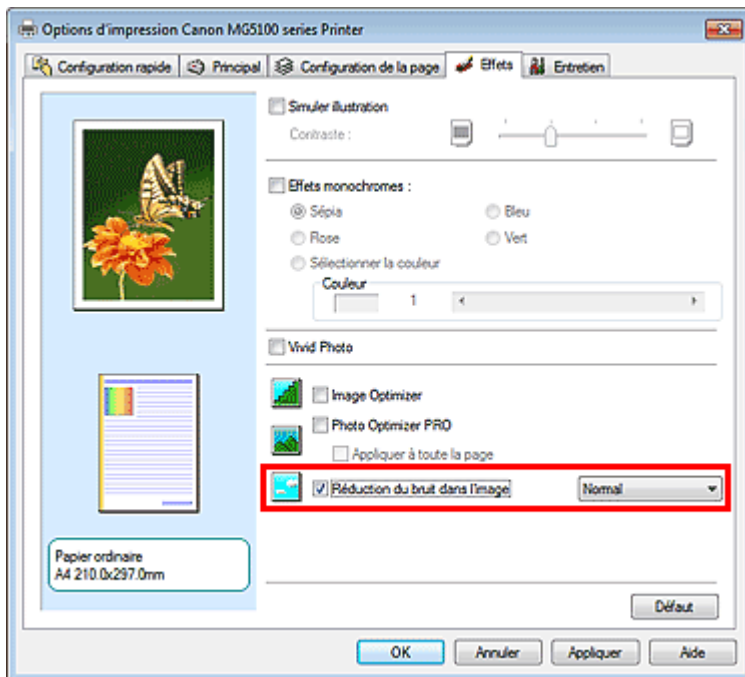 Options d'impression Canon MG5100 series Printer
Configuration rapide Principal Configuration de la page Effets Entretien
Simuler illustration
Contraste :
Effets monochromes :
Sépia Bleu
Rose Vert
Sélectionner la couleur
Couleur
1
Vivid Photo
Image Optimizer
Photo Optimizer PRO
Appliquer à toute la page
Réduction du bruit dans l'image Normal
Papier ordinaire
A4 210.0x297.0mm
Défaut
OK Annuler Appliquer Aide